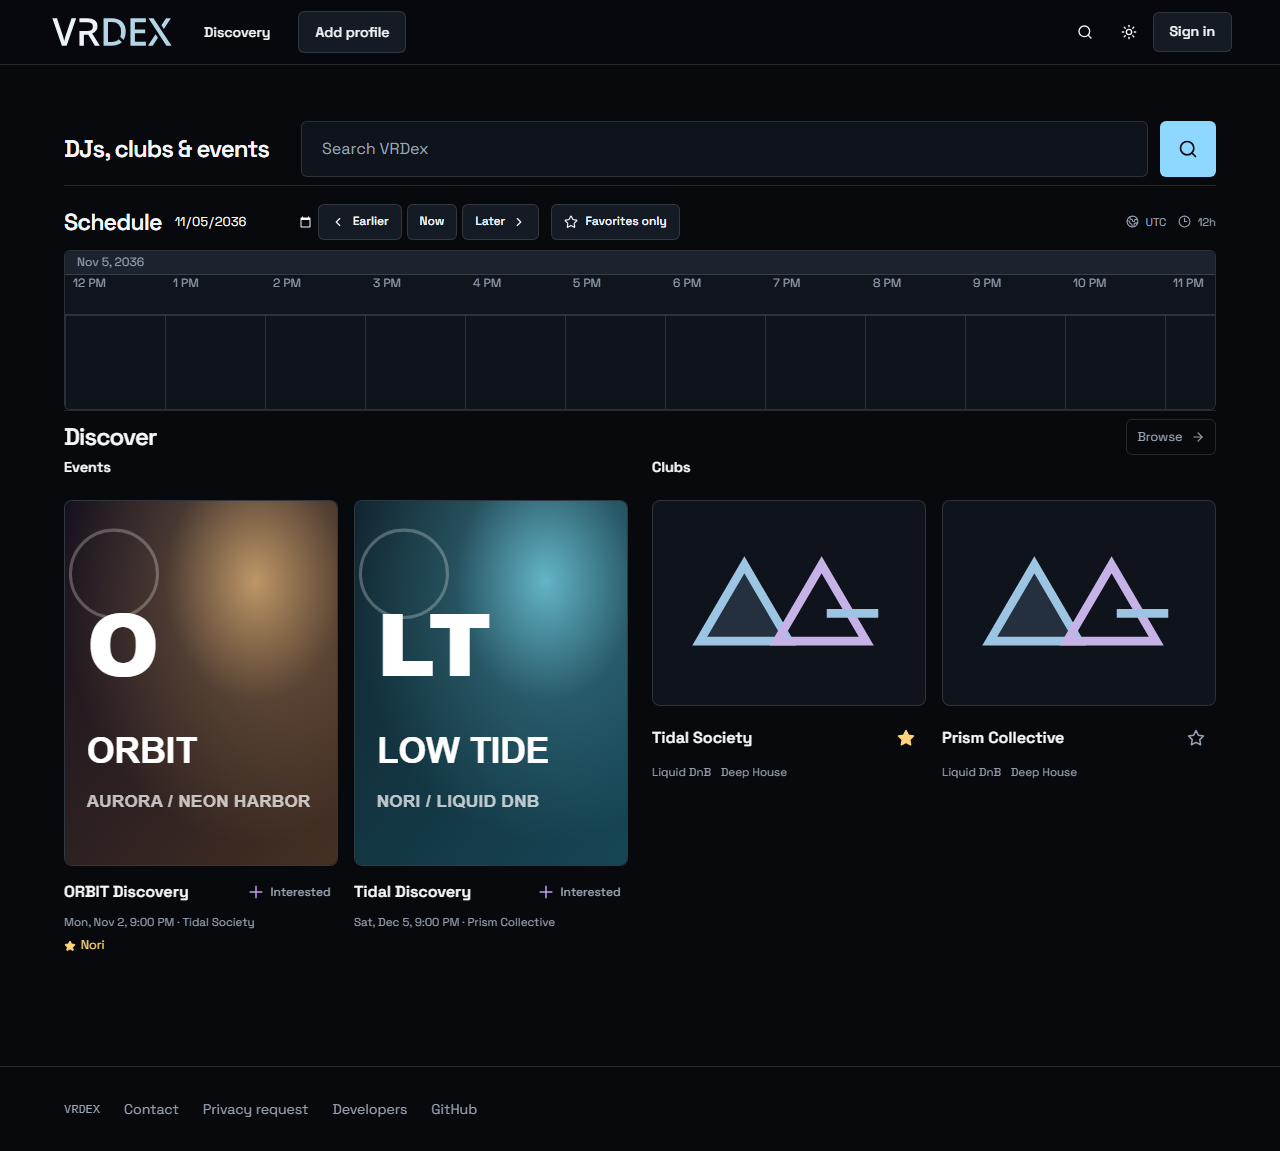 VRDEX Discovery Add profile Sign in
DJs, clubs & events Search VRDex
Schedule 11/05/2036 Earlier Now Later Favorites only UTC 12h
Nov 5, 2036
12 PM 1 PM 2 PM 3 PM 4 PM 5 PM 6 PM 7 PM 8 PM 9 PM 10 PM 11 PM
Discover Browse
Events Clubs
O
ORBIT
AURORA / NEON HARBOR
LT
LOW TIDE
NORI / LIQUID DNB
Tidal Society
Liquid DnB Deep House
Prism Collective
Liquid DnB Deep House
ORBIT Discovery Interested
Mon, Nov 2, 9:00 PM · Tidal Society
Nori
Tidal Discovery Interested
Sat, Dec 5, 9:00 PM · Prism Collective
VRDEX Contact Privacy request Developers GitHub